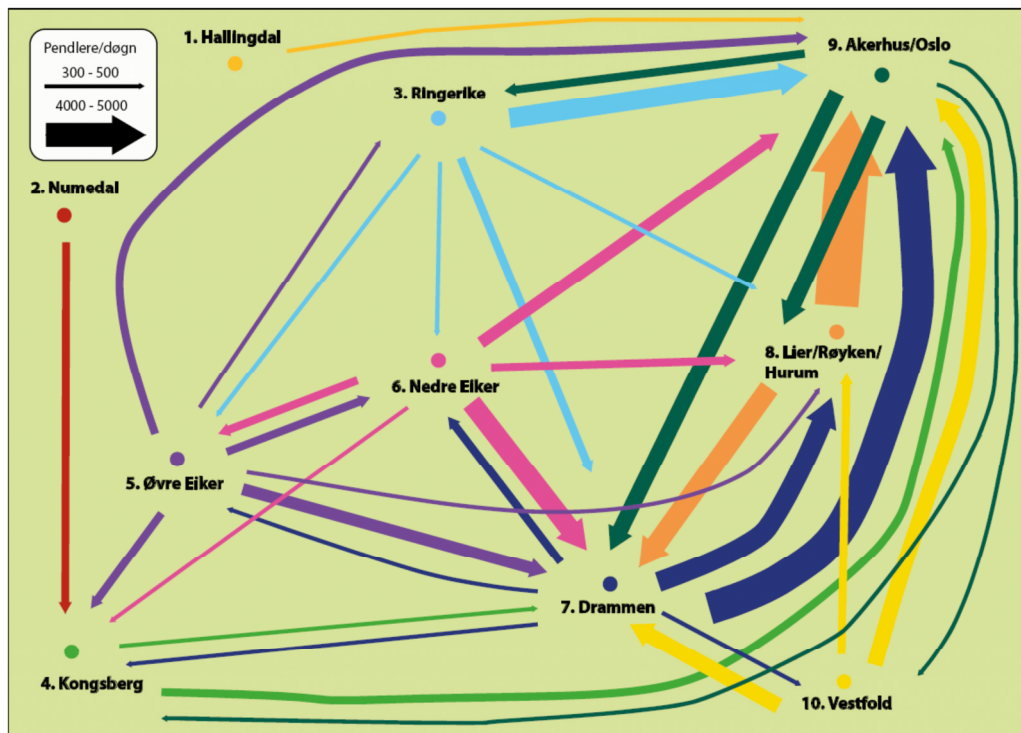 Pendlere/døgn
300 - 500
4000 - 5000
1. Hallingdal
9. Akerhus/Oslo
3. Ringerike
2. Numedal
8. Lier/Røyken/
Hurum
6. Nedre Eiker
5. Øvre Eiker
7. Drammen
4. Kongsberg
10. Vestfold